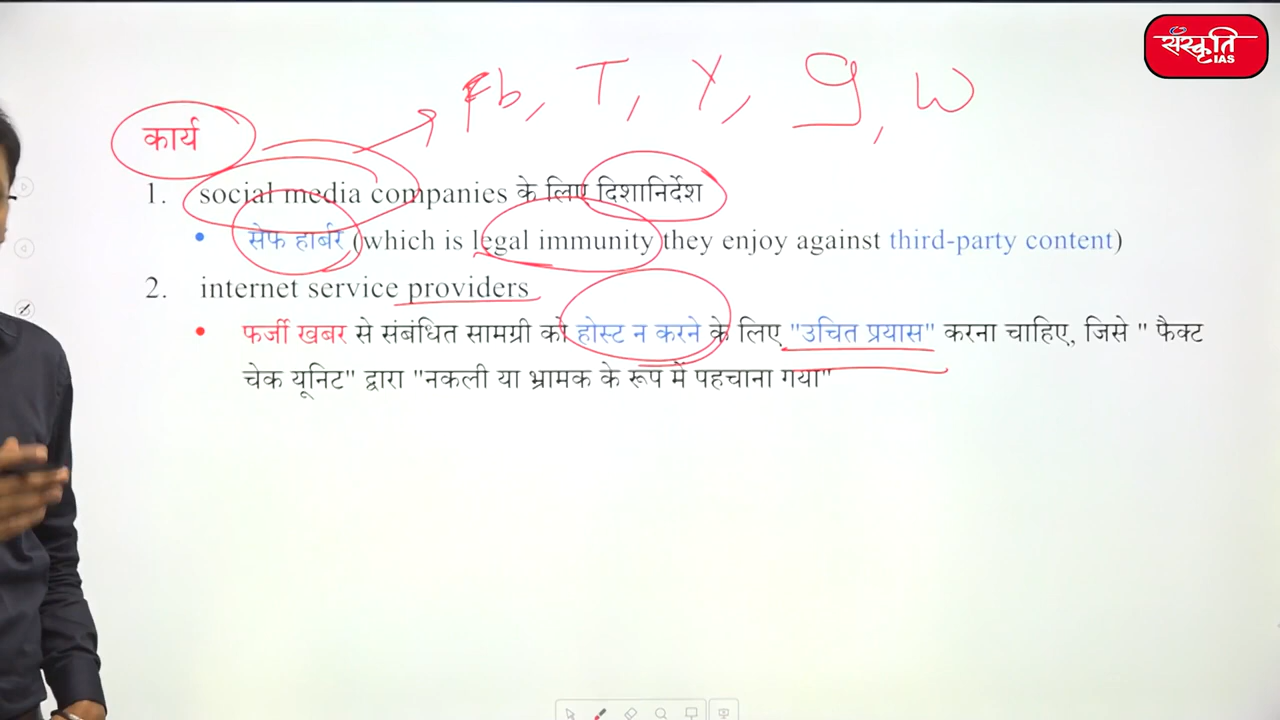 संस्कृति
IAS
Fb, T, Y, g, W
कार्य
1. social media companies के लिए दिशानिर्देश
• सेफ हार्बर (which is legal immunity they enjoy against third-party content)
2. internet service providers
• फर्जी खबर से संबंधित सामग्री को होस्ट न करने के लिए "उचित प्रयास" करना चाहिए, जिसे " फैक्ट
चेक यूनिट" द्वारा "नकली या भ्रामक के रूप में पहचाना गया"